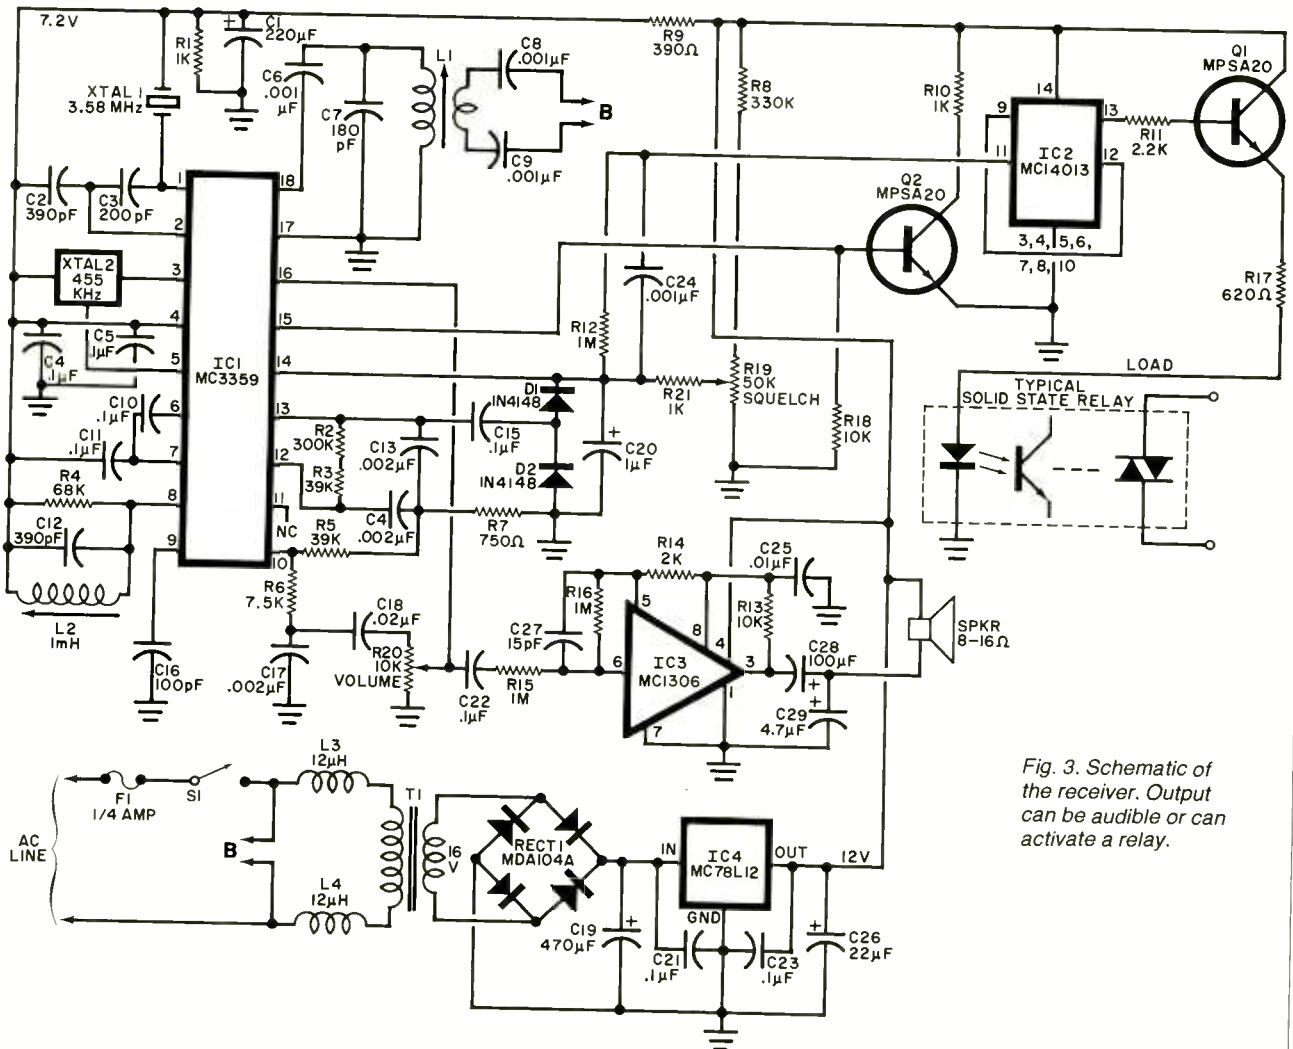 7.2V
R1
1K
C1
220µF
XTAL 1
3.58 MHz
C6
.001
µF
C7
180
pF
L1
C8
.001µF
B
C9
.001µF
R9
390Ω
R8
330K
R10
1K
Q1
MPSA20
14
9
13
11
12
IC2
MC14013
R11
2.2K
3,4, 5,6,
7,8, 10
Q2
MPSA20
R17
620Ω
C2
390pF
C3
200pF
1
2
3
4
5
6
7
8
9
18
17
16
15
14
13
12
11
NC
10
IC1
MC3359
XTAL2
455
KHz
C4
.1µF
C5
.1µF
C10
.1µF
C11
.1µF
R4
68K
C12
390pF
L2
1mH
C16
100pF
R2
300K
R3
39K
C13
.002µF
C4
.002µF
R5
39K
R6
7.5K
R7
750Ω
C15
.1µF
D1
1N4148
D2
1N4148
C20
1µF
R12
1M
C24
.001µF
R21
1K
R19
50K
SQUELCH
R18
10K
LOAD
TYPICAL
SOLID STATE RELAY
C17
.002µF
C18
.02µF
R20
10K
VOLUME
C22
.1µF
R15
1M
C27
15pF
R16
1M
R14
2K
5
8
4
6
3
1
7
IC3
MC1306
R13
10K
C25
.01µF
C28
100µF
C29
4.7µF
SPKR
8-16Ω
AC
LINE
F1
1/4 AMP
S1
B
L3
12µH
L4
12µH
T1
16
V
RECT 1
MDA104A
C19
470µF
IN
IC4
MC78L12
OUT
GND
12V
C21
.1µF
C23
.1µF
C26
22µF
Fig. 3. Schematic of
the receiver. Output
can be audible or can
activate a relay.